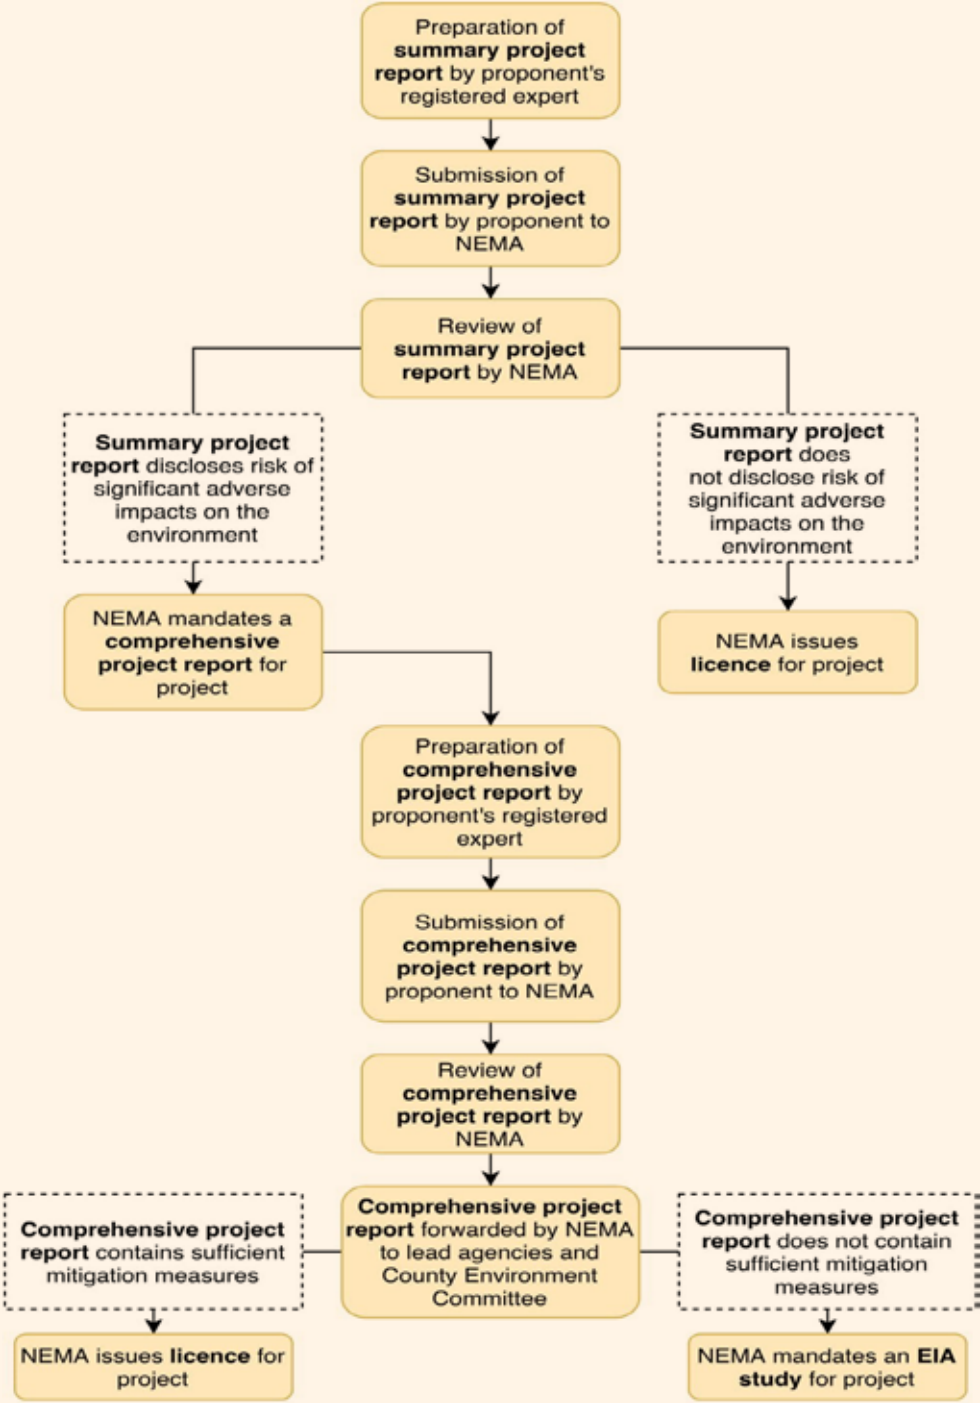 Preparation of
summary project
report by proponent's
registered expert
Submission of
summary project
report by proponent to
NEMA
Review of
summary project
report by NEMA
Summary project
report discloses risk of
significant adverse
impacts on the
environment
Summary project
report does
not disclose risk of
significant adverse
impacts on the
environment
NEMA mandates a
comprehensive
project report for
project
NEMA issues
licence for project
Preparation of
comprehensive
project report by
proponent's registered
expert
Submission of
comprehensive
project report by
proponent to NEMA
Review of
comprehensive
project report by
NEMA
Comprehensive project
report contains sufficient
mitigation measures
Comprehensive project
report forwarded by NEMA
to lead agencies and
County Environment
Committee
Comprehensive project
report does not contain
sufficient mitigation
measures
NEMA issues licence for
project
NEMA mandates an EIA
study for project